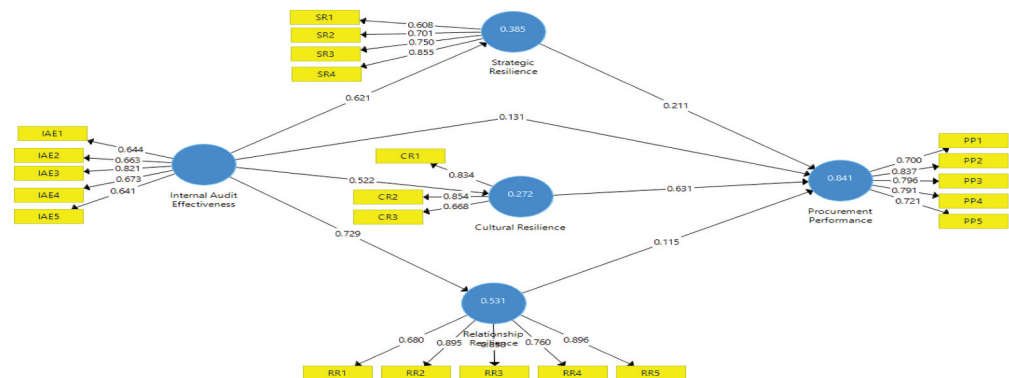 SR1
SR2
SR3
SR4
0.608
0.701
0.750
0.855
0.385
Strategic
Resilience
0.621
0.211
0.131
IAE1
IAE2
IAE3
IAE4
IAE5
0.644
0.663
0.821
0.673
0.641
Internal Audit
Effectiveness
CR1
CR2
CR3
0.834
0.854
0.668
0.522
0.272
Cultural Resilience
0.631
0.841
Procurement
Performance
0.700
0.837
0.796
0.791
0.721
PP1
PP2
PP3
PP4
PP5
0.729
0.115
0.531
Relationship
Resilience
0.680
0.895
0.760
0.896
RR1
RR2
RR3
RR4
RR5